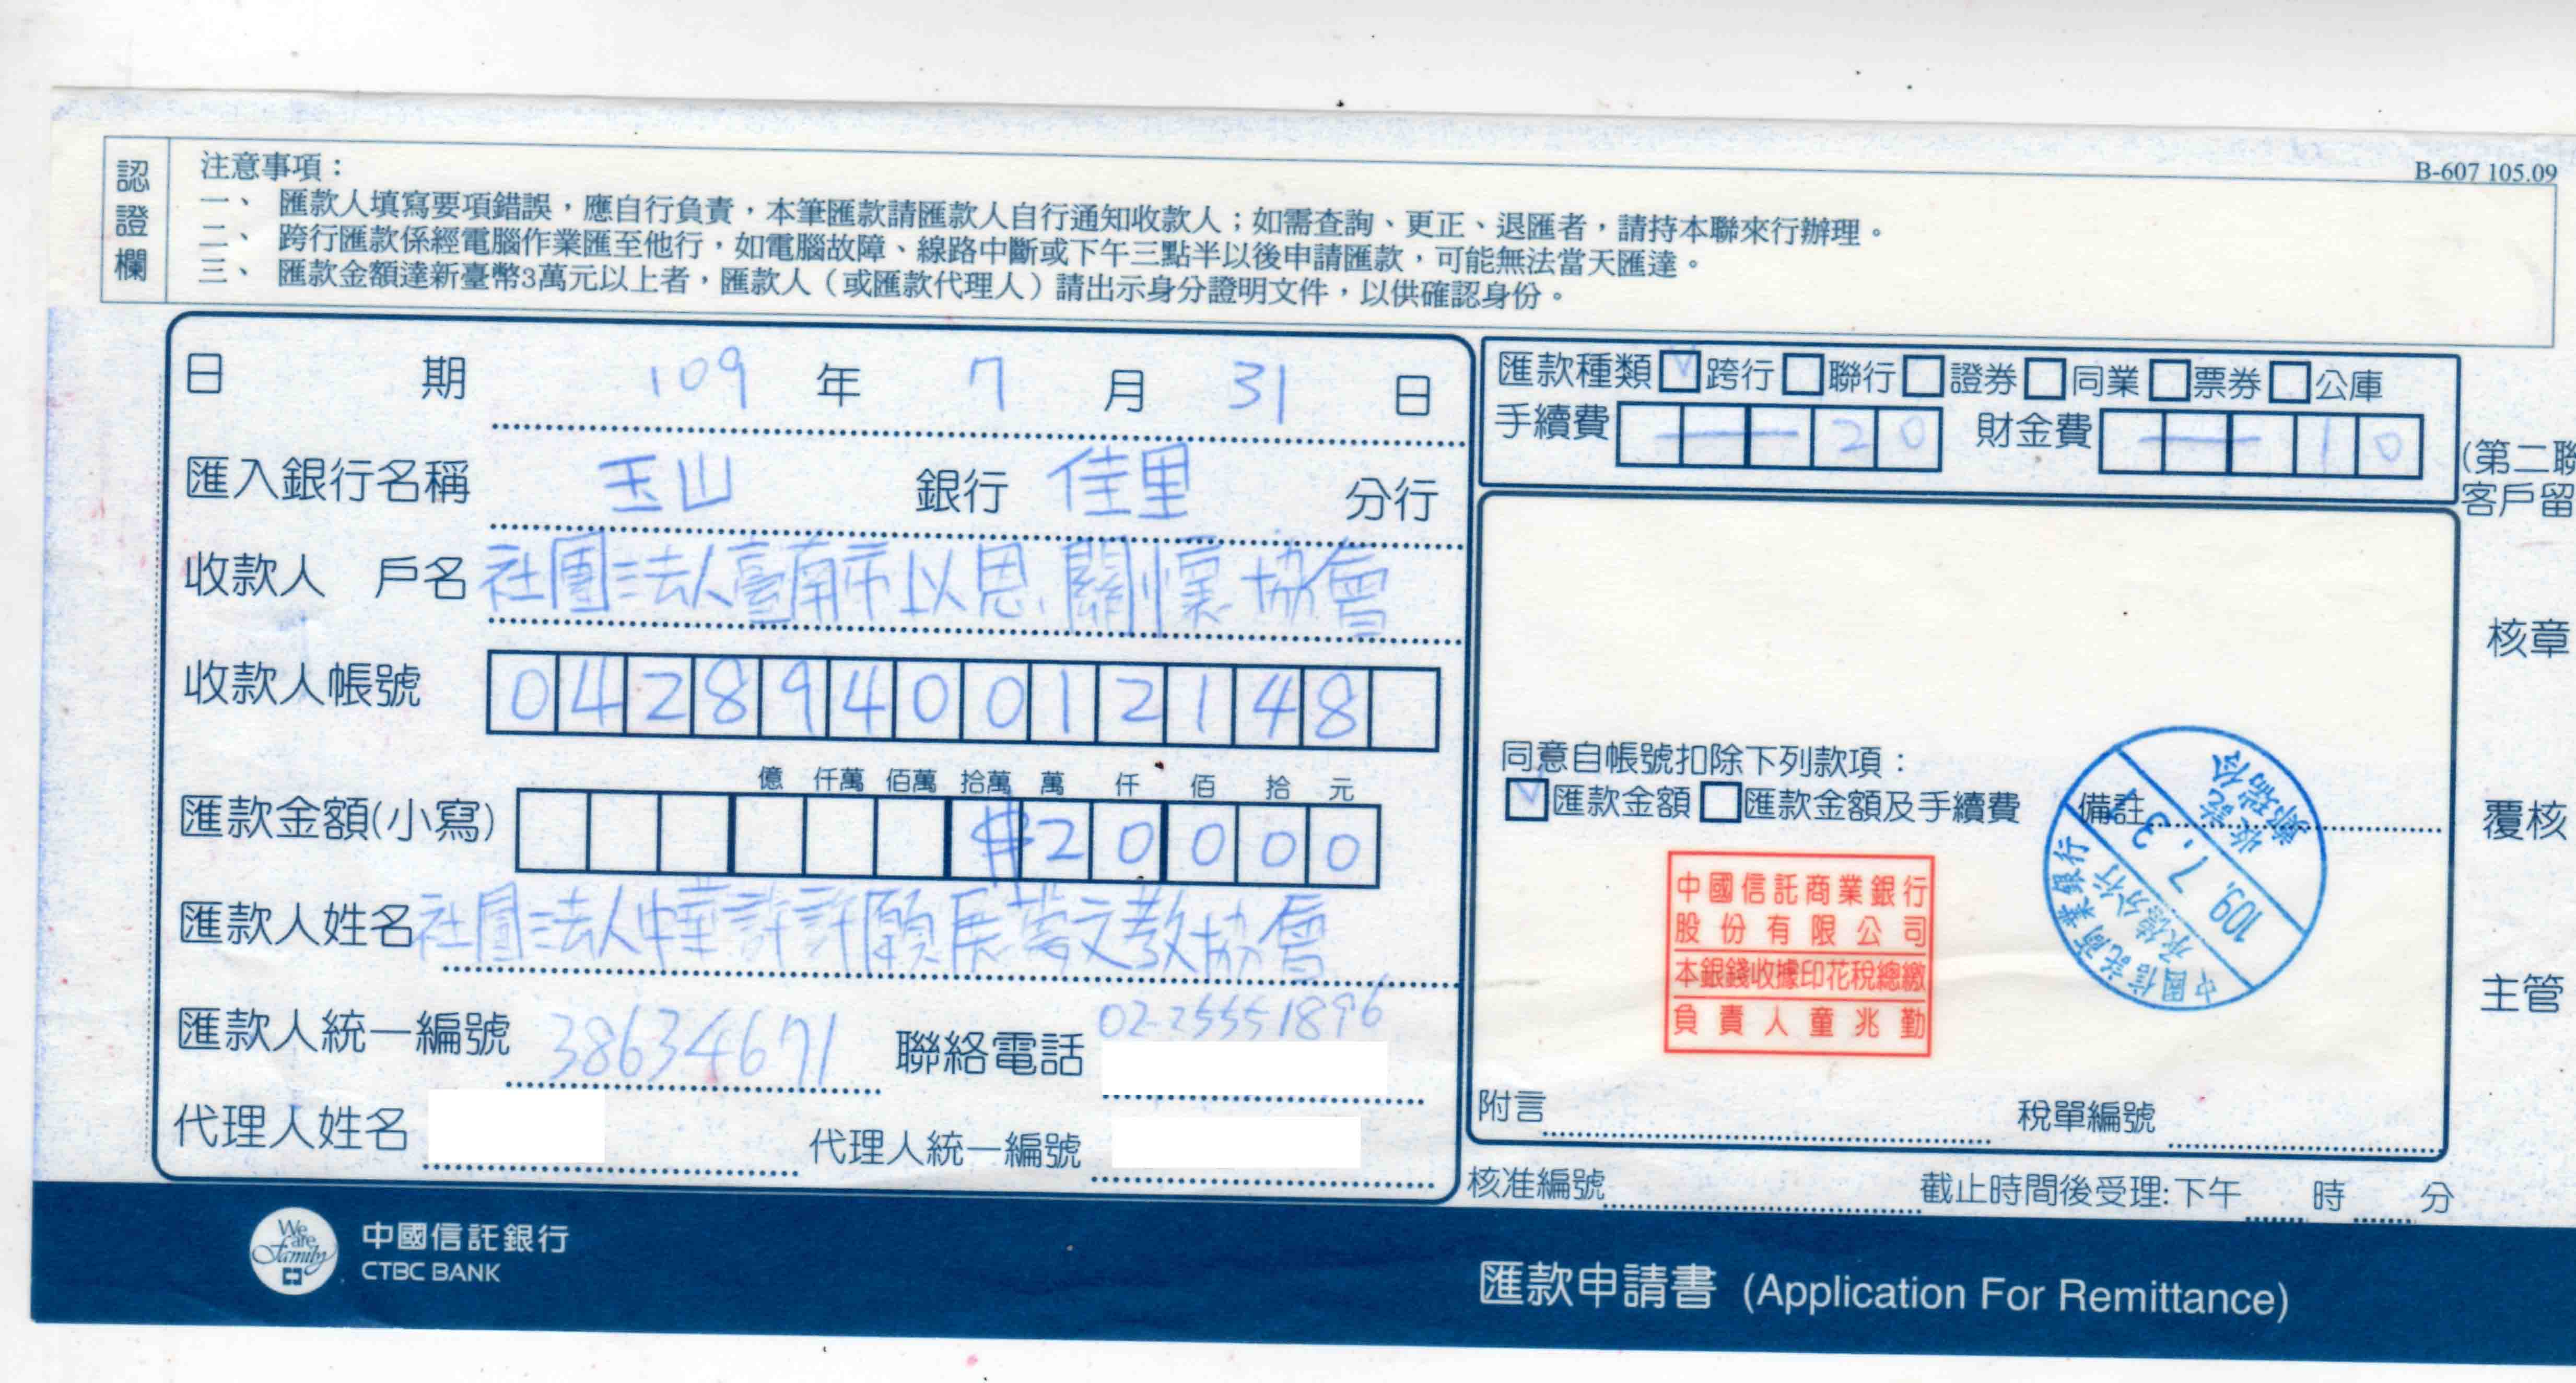 認證欄
注意事項：
B-607 105.09
一、匯款人填寫要項錯誤，應自行負責，本筆匯款請匯款人自行通知收款人；如需查詢、更正、退匯者，請持本聯來行辦理。
二、跨行匯款係經電腦作業匯至他行，如電腦故障、線路中斷或下午三點半以後申請匯款，可能無法當天匯達。
三、匯款金額達新臺幣3萬元以上者，匯款人（或匯款代理人）請出示身分證明文件，以供確認身份。
日期 109 年 7 月 31 日
匯入銀行名稱 玉山 銀行 佳里 分行
收款人 戶名 社團法人臺南市以恩關懷協會
收款人帳號 0428940012148
億 仟萬 佰萬 拾萬 萬 仟 佰 拾 元
匯款金額(小寫) $20000
匯款人姓名 社團法人中華許許願展夢文教協會
匯款人統一編號 38634671 聯絡電話 02-25551896
代理人姓名 代理人統一編號
匯款種類 V 跨行 聯行 證券 同業 票券 公庫
手續費 20 財金費 10
(第二聯
客戶留
核章
覆核
主管
同意自帳號扣除下列款項：
V 匯款金額 匯款金額及手續費 備註
中國信託商業銀行
股份有限公司
本銀錢收據印花稅總繳
負責人童兆勤
中國信託商業銀行
承德分行
109. 7. 31
收訖
附言 稅單編號
核准編號 截止時間後受理:下午 時 分
We are Family
中國信託銀行
CTBC BANK
匯款申請書 (Application For Remittance)